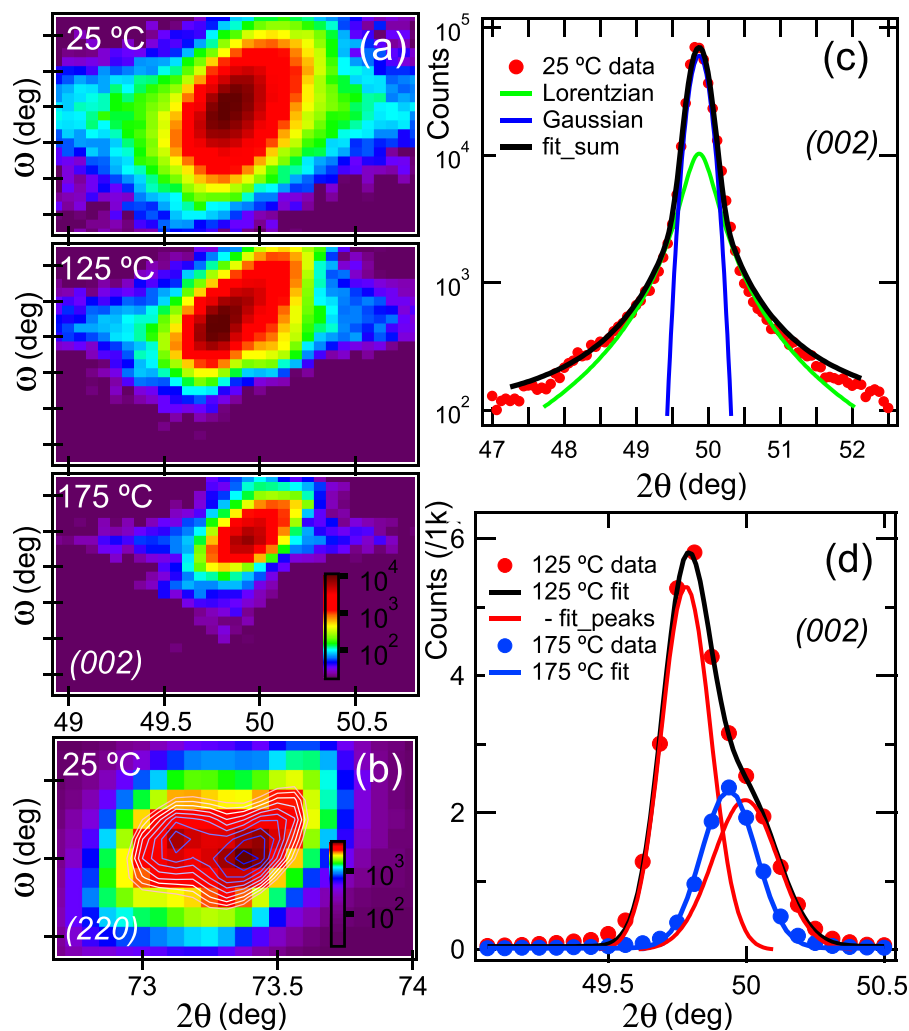 25 ºC
(a)
ω (deg)
125 ºC
ω (deg)
175 ºC
10^4
10^3
10^2
ω (deg)
(002)
49
49.5
50
50.5
25 ºC
(b)
ω (deg)
10^3
10^2
(220)
73
73.5
74
2θ (deg)
10^5
(c)
Counts
25 ºC data
Lorentzian
Gaussian
fit_sum
(002)
10^4
10^3
10^2
47
48
49
50
51
52
2θ (deg)
Counts (/1k)
6
(d)
125 ºC data
125 ºC fit
- fit_peaks
175 ºC data
175 ºC fit
(002)
4
2
0
49.5
50
50.5
2θ (deg)